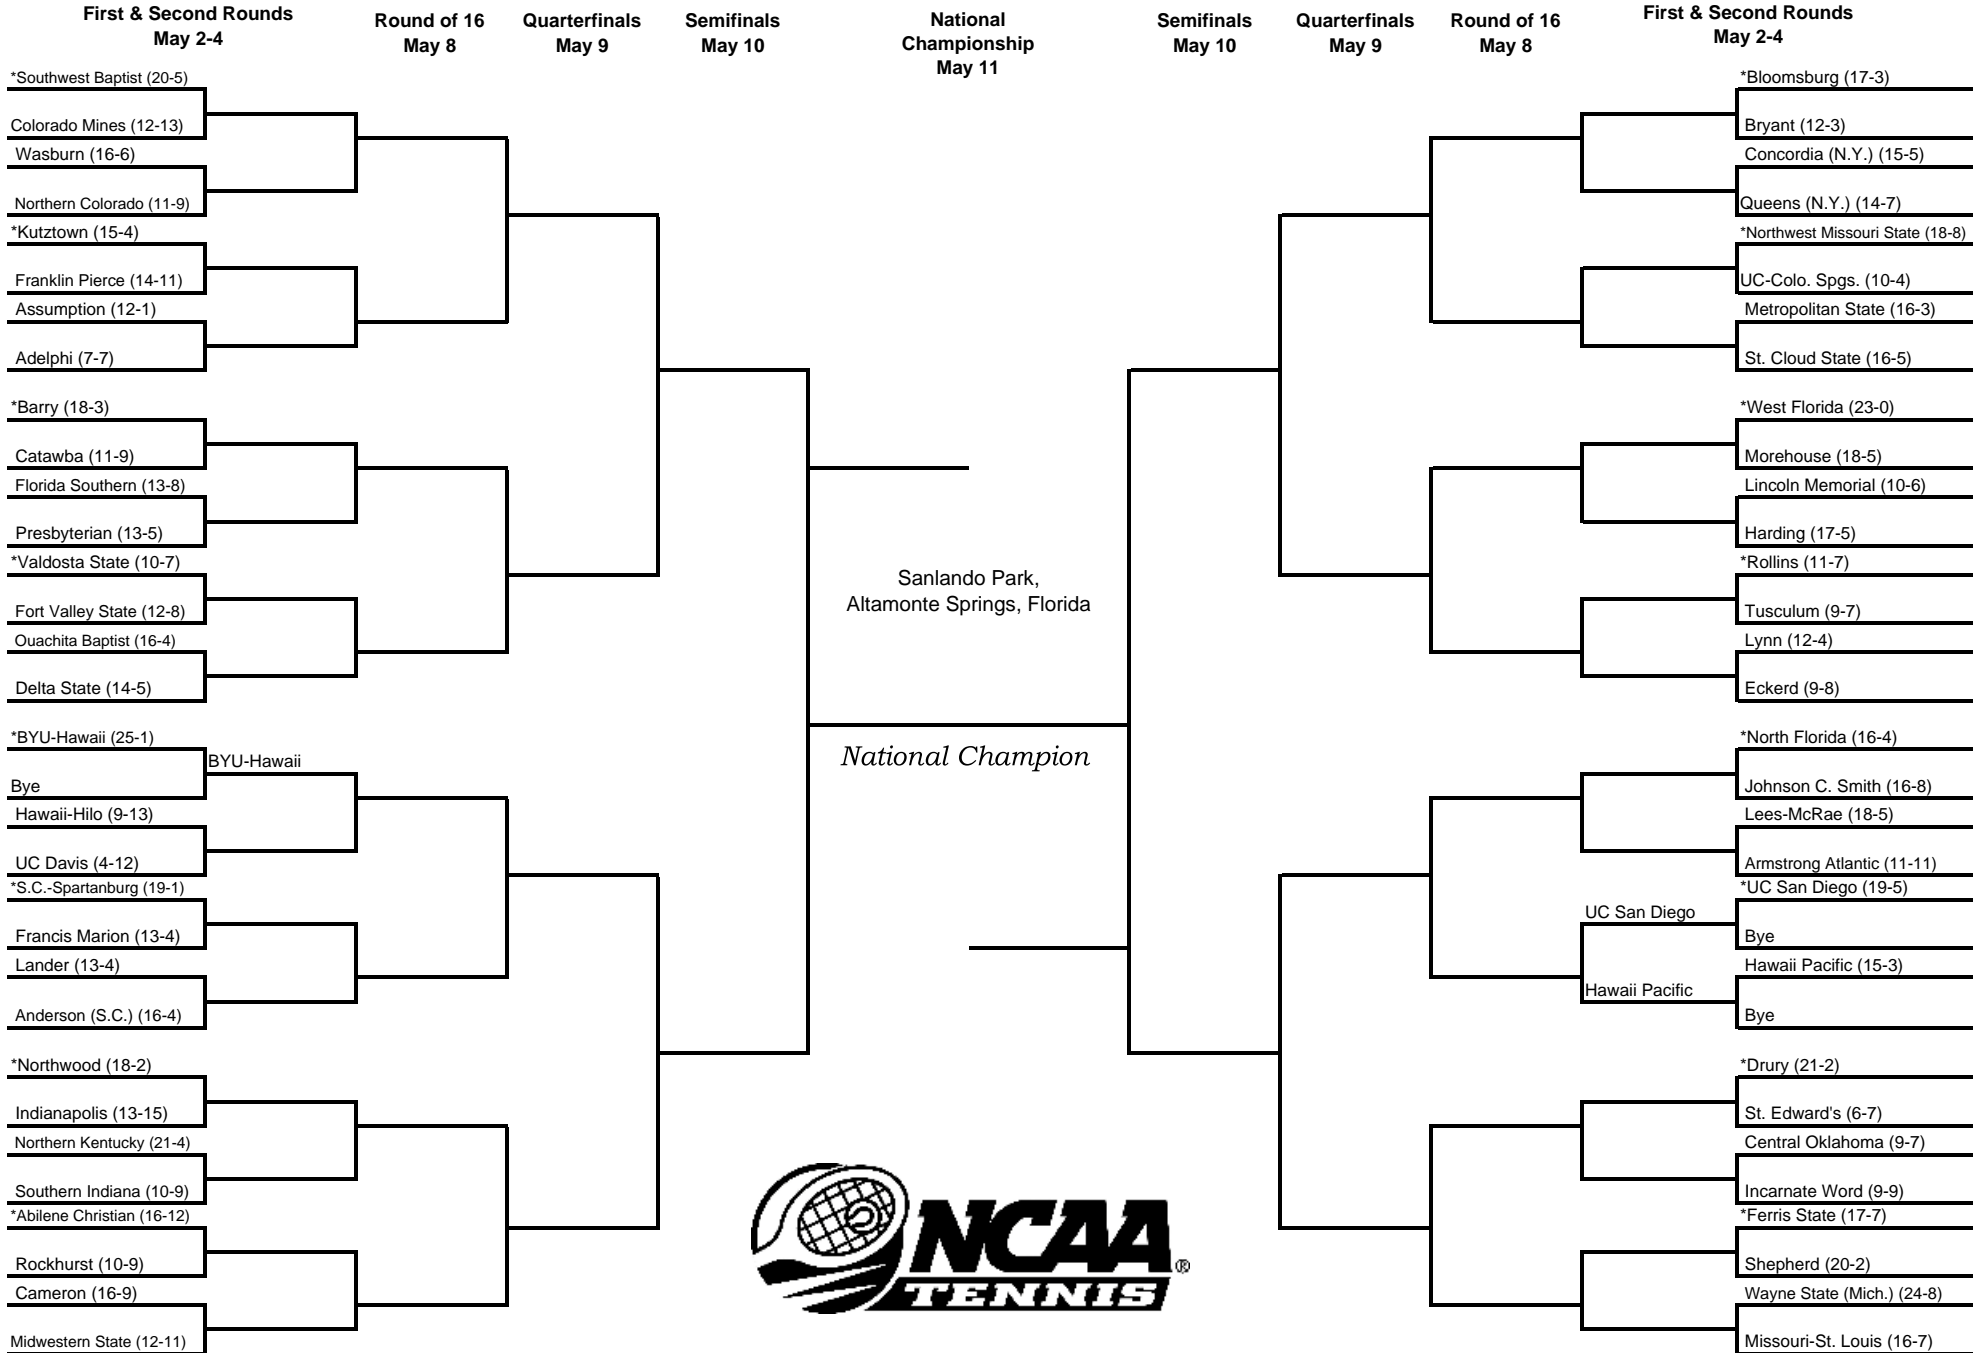 First & Second Rounds
May 2-4
Round of 16
May 8
Quarterfinals
May 9
Semifinals
May 10
National
Championship
May 11
Semifinals
May 10
Quarterfinals
May 9
Round of 16
May 8
First & Second Rounds
May 2-4
*Southwest Baptist (20-5)
Colorado Mines (12-13)
Wasburn (16-6)
Northern Colorado (11-9)
*Kutztown (15-4)
Franklin Pierce (14-11)
Assumption (12-1)
Adelphi (7-7)
*Barry (18-3)
Catawba (11-9)
Florida Southern (13-8)
Presbyterian (13-5)
*Valdosta State (10-7)
Fort Valley State (12-8)
Ouachita Baptist (16-4)
Delta State (14-5)
*BYU-Hawaii (25-1)
BYU-Hawaii
Bye
Hawaii-Hilo (9-13)
UC Davis (4-12)
*S.C.-Spartanburg (19-1)
Francis Marion (13-4)
Lander (13-4)
Anderson (S.C.) (16-4)
*Northwood (18-2)
Indianapolis (13-15)
Northern Kentucky (21-4)
Southern Indiana (10-9)
*Abilene Christian (16-12)
Rockhurst (10-9)
Cameron (16-9)
Midwestern State (12-11)
Sanlando Park,
Altamonte Springs, Florida
National Champion
NCAA
®
TENNIS
*Bloomsburg (17-3)
Bryant (12-3)
Concordia (N.Y.) (15-5)
Queens (N.Y.) (14-7)
*Northwest Missouri State (18-8)
UC-Colo. Spgs. (10-4)
Metropolitan State (16-3)
St. Cloud State (16-5)
*West Florida (23-0)
Morehouse (18-5)
Lincoln Memorial (10-6)
Harding (17-5)
*Rollins (11-7)
Tusculum (9-7)
Lynn (12-4)
Eckerd (9-8)
*North Florida (16-4)
Johnson C. Smith (16-8)
Lees-McRae (18-5)
Armstrong Atlantic (11-11)
*UC San Diego (19-5)
UC San Diego
Bye
Hawaii Pacific (15-3)
Hawaii Pacific
Bye
*Drury (21-2)
St. Edward's (6-7)
Central Oklahoma (9-7)
Incarnate Word (9-9)
*Ferris State (17-7)
Shepherd (20-2)
Wayne State (Mich.) (24-8)
Missouri-St. Louis (16-7)